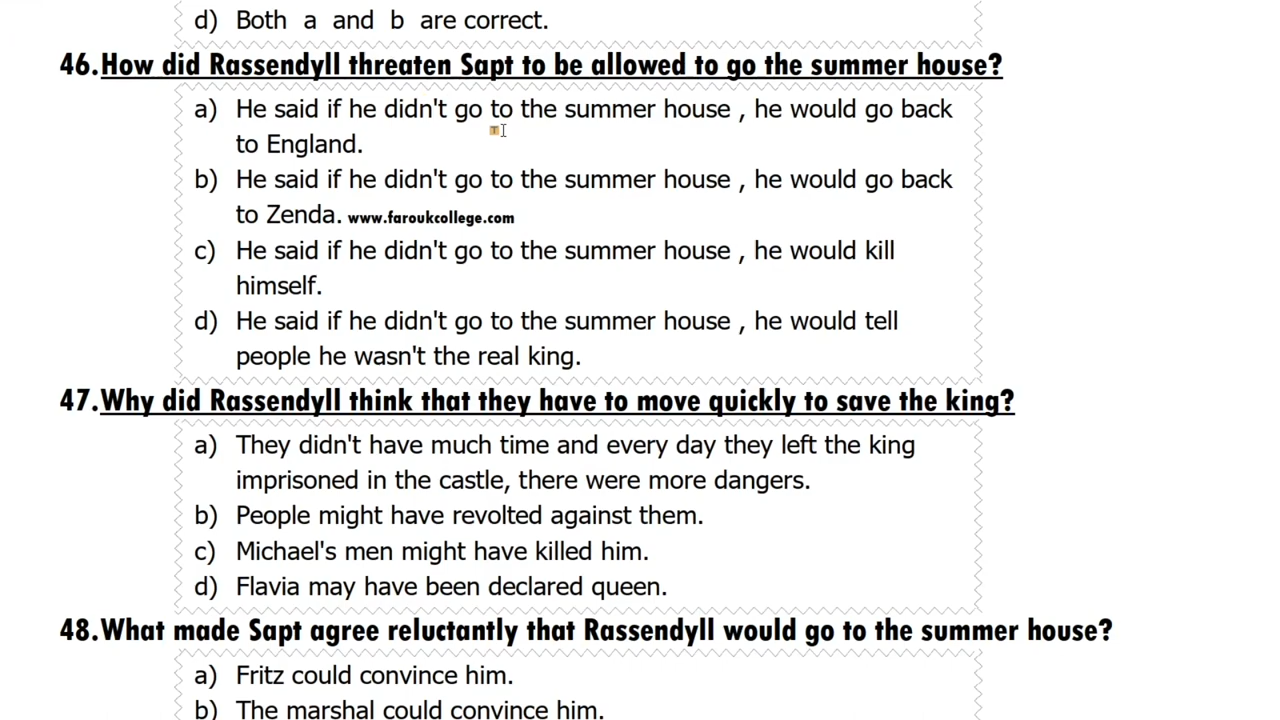 d) Both a and b are correct.
46.How did Rassendyll threaten Sapt to be allowed to go the summer house?
a) He said if he didn't go to the summer house , he would go back
to England.
b) He said if he didn't go to the summer house , he would go back
to Zenda. www.faroukcollege.com
c) He said if he didn't go to the summer house , he would kill
himself.
d) He said if he didn't go to the summer house , he would tell
people he wasn't the real king.
47.Why did Rassendyll think that they have to move quickly to save the king?
a) They didn't have much time and every day they left the king
imprisoned in the castle, there were more dangers.
b) People might have revolted against them.
c) Michael's men might have killed him.
d) Flavia may have been declared queen.
48.What made Sapt agree reluctantly that Rassendyll would go to the summer house?
a) Fritz could convince him.
b) The marshal could convince him.